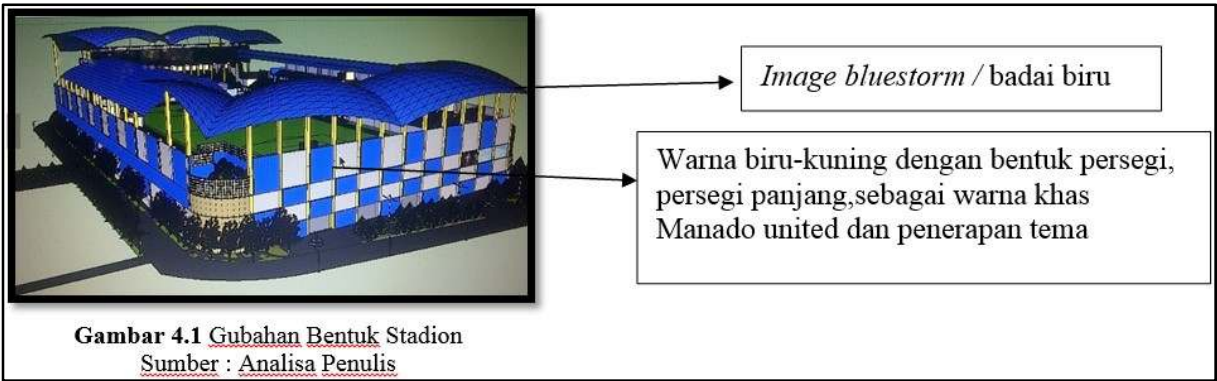 Image bluestorm / badai biru
Warna biru-kuning dengan bentuk persegi,
persegi panjang,sebagai warna khas
Manado united dan penerapan tema
Gambar 4.1 Gubahan Bentuk Stadion
Sumber : Analisa Penulis